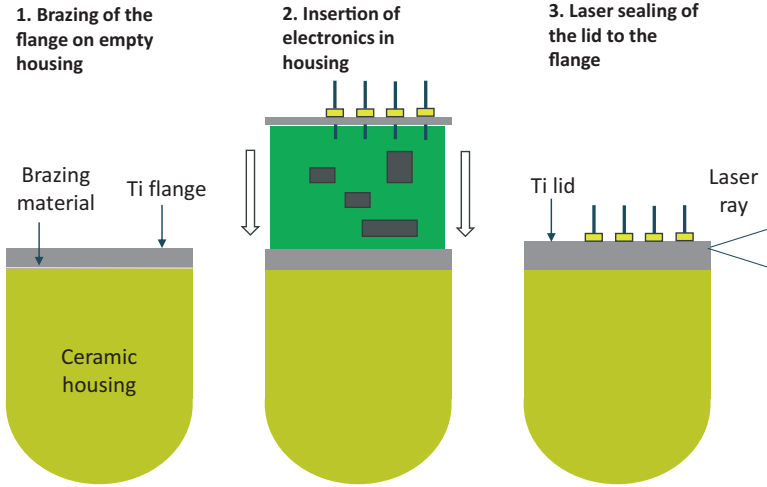 1. Brazing of the
flange on empty
housing
2. Insertion of
electronics in
housing
3. Laser sealing of
the lid to the
flange
Brazing
material
Ti flange
Ceramic
housing
Ti lid
Laser
ray